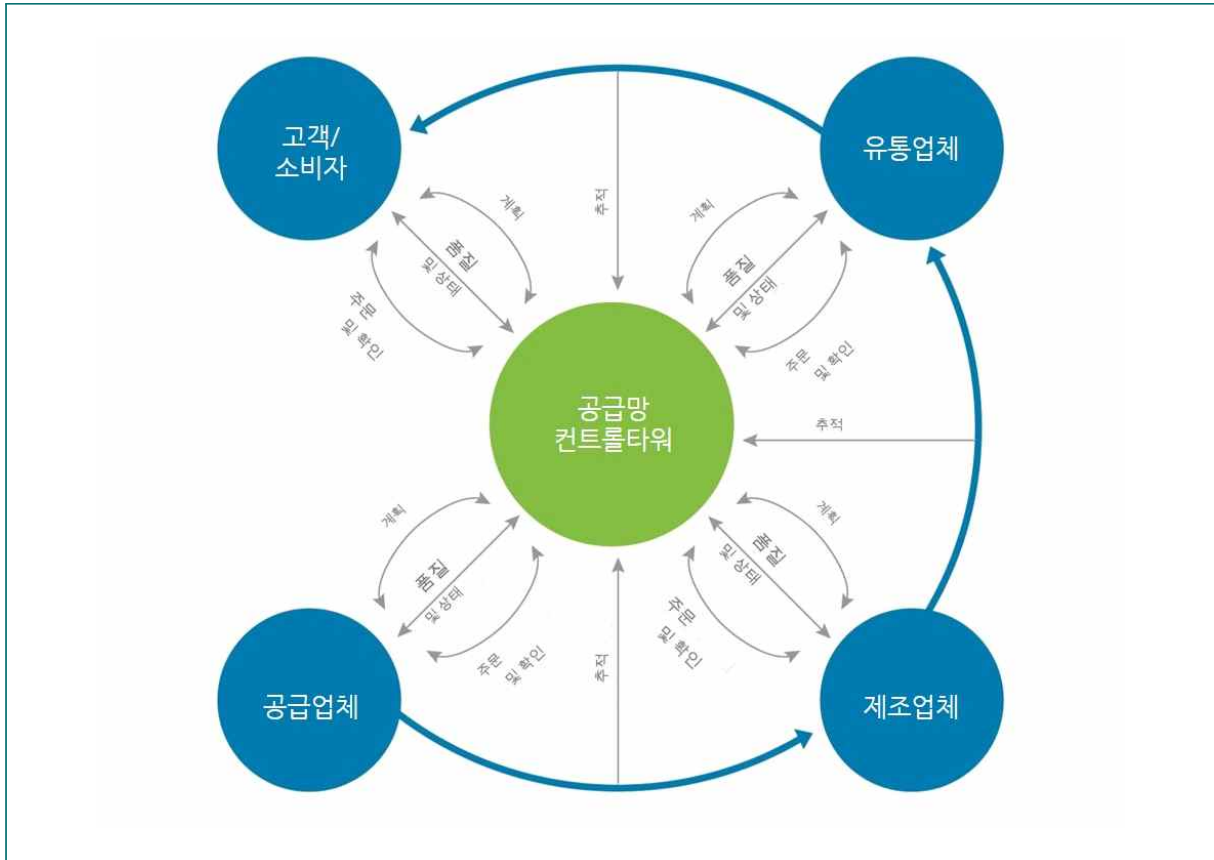 고객/
소비자
유통업체
계획
품질
및 상태
주문
및 확인
추적
계획
품질
및 상태
주문
및 확인
공급망
컨트롤타워
추적
계획
품질
및 상태
주문
및 확인
추적
계획
품질
및 상태
주문
및 확인
공급업체
제조업체